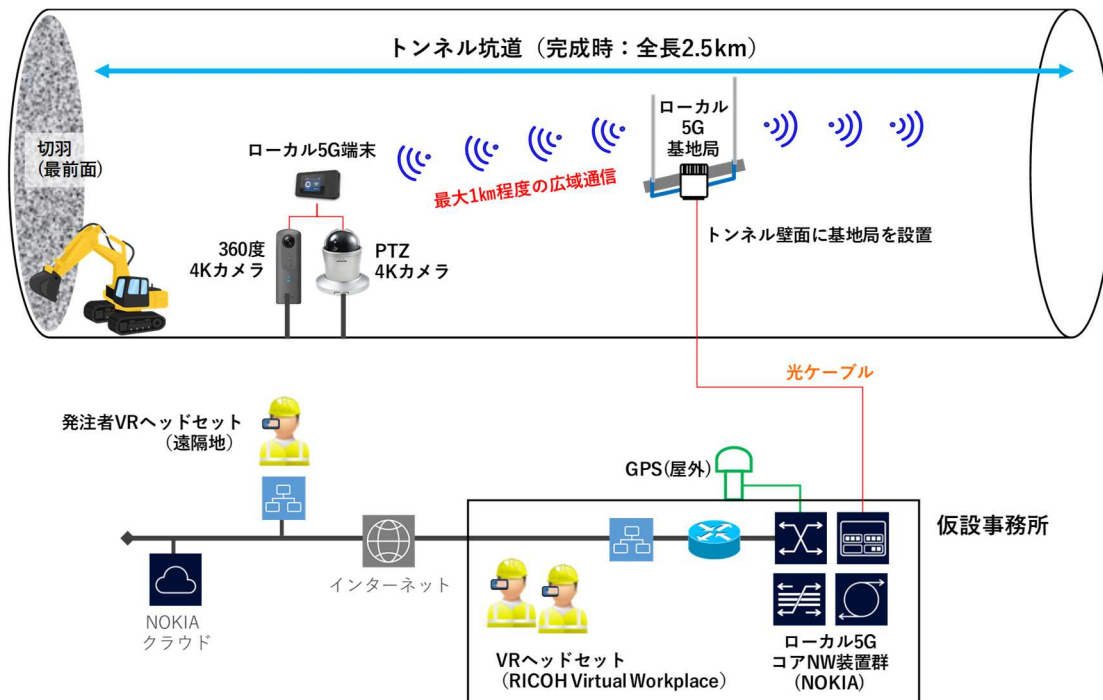 トンネル坑道（完成時：全長2.5km）
切羽
(最前面)
ローカル5G端末
ローカル
5G
基地局
最大1km程度の広域通信
トンネル壁面に基地局を設置
360度
4Kカメラ
PTZ
4Kカメラ
光ケーブル
発注者VRヘッドセット
（遠隔地）
GPS(屋外)
仮設事務所
インターネット
NOKIA
クラウド
VRヘッドセット
（RICOH Virtual Workplace）
ローカル5G
コアNW装置群
(NOKIA)